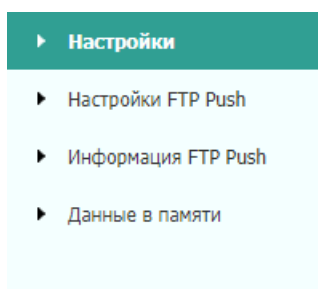 Настройки
Настройки FTP Push
Информация FTP Push
Данные в памяти